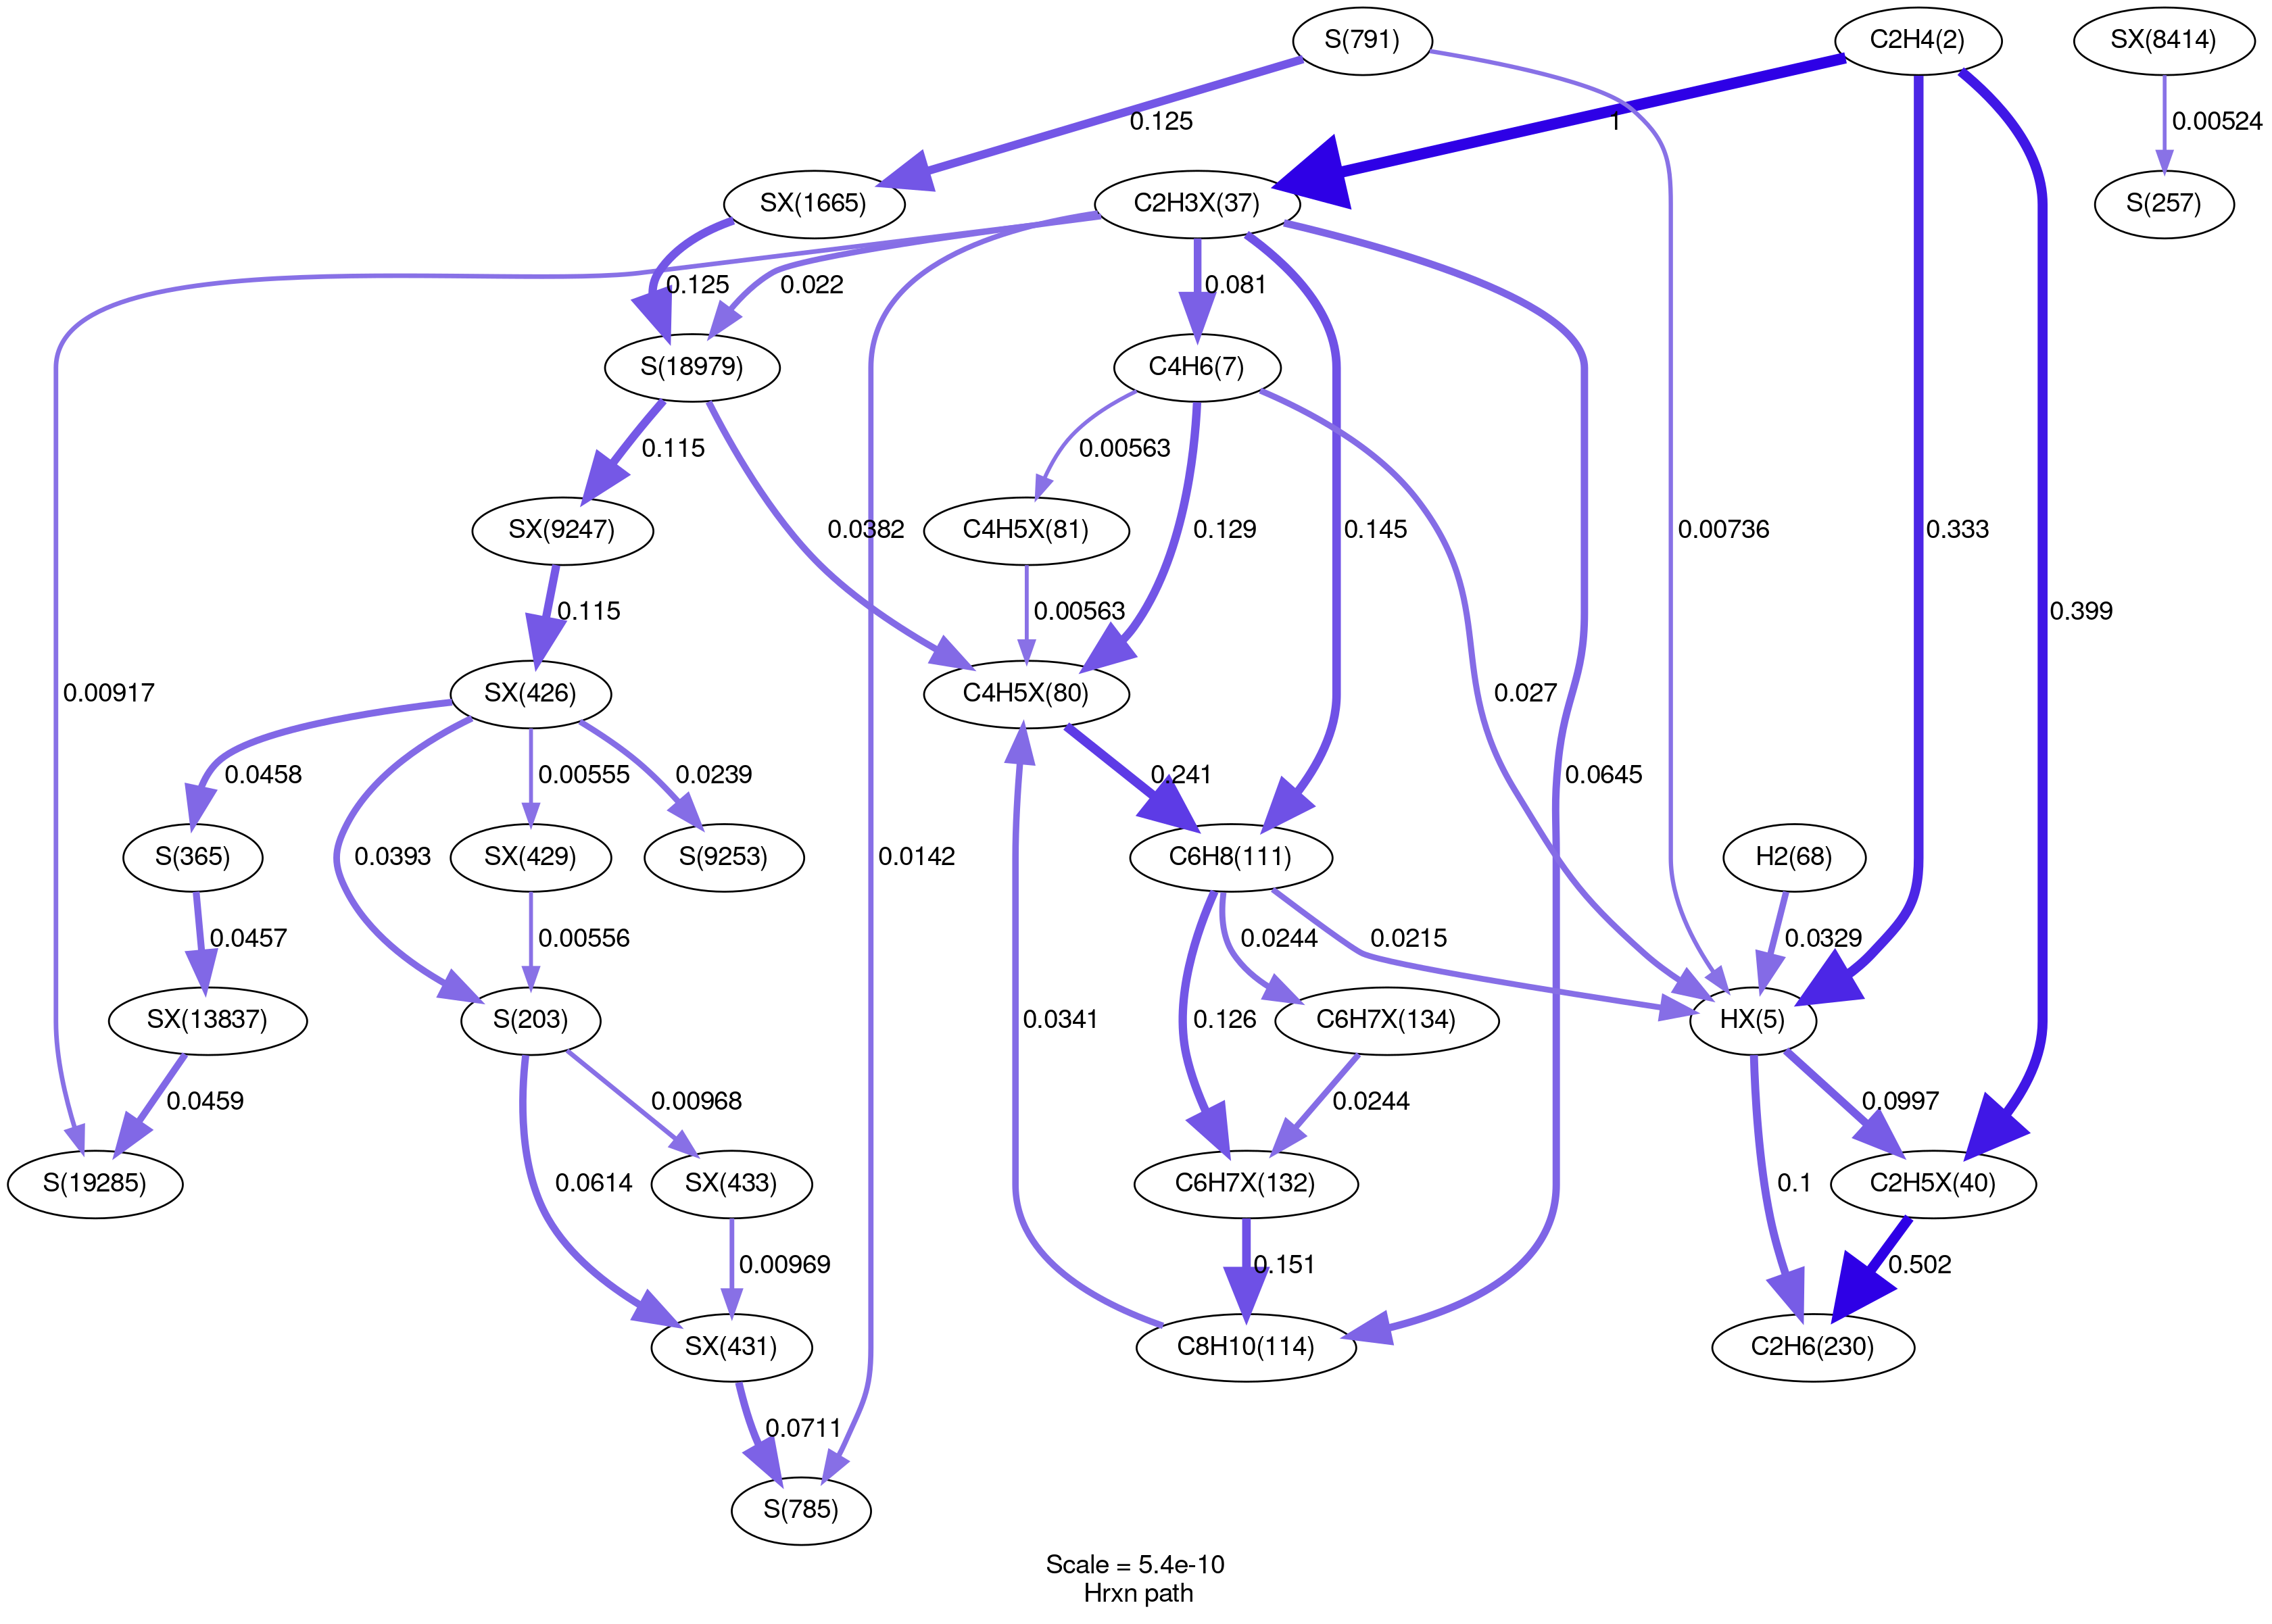 S(791)
C2H4(2)
SX(8414)
0.125
1
0.00524
SX(1665)
C2H3X(37)
S(257)
0.125
0.022
0.081
S(18979)
C4H6(7)
0.115
0.00563
SX(9247)
0.0382
C4H5X(81)
0.129
0.145
0.00736
0.333
0.115
0.00563
0.399
0.00917
SX(426)
C4H5X(80)
0.027
0.0458
0.00555
0.0239
0.241
0.0645
0.0393
0.0142
S(365)
SX(429)
S(9253)
C6H8(111)
H2(68)
0.0457
0.00556
0.0244
0.0215
0.0329
SX(13837)
S(203)
0.0341
0.126
C6H7X(134)
HX(5)
0.0459
0.00968
0.0244
0.0997
S(19285)
0.0614
SX(433)
C6H7X(132)
0.1
C2H5X(40)
0.00969
0.151
0.502
SX(431)
C8H10(114)
C2H6(230)
0.0711
S(785)
Scale = 5.4e-10
Hrxn path